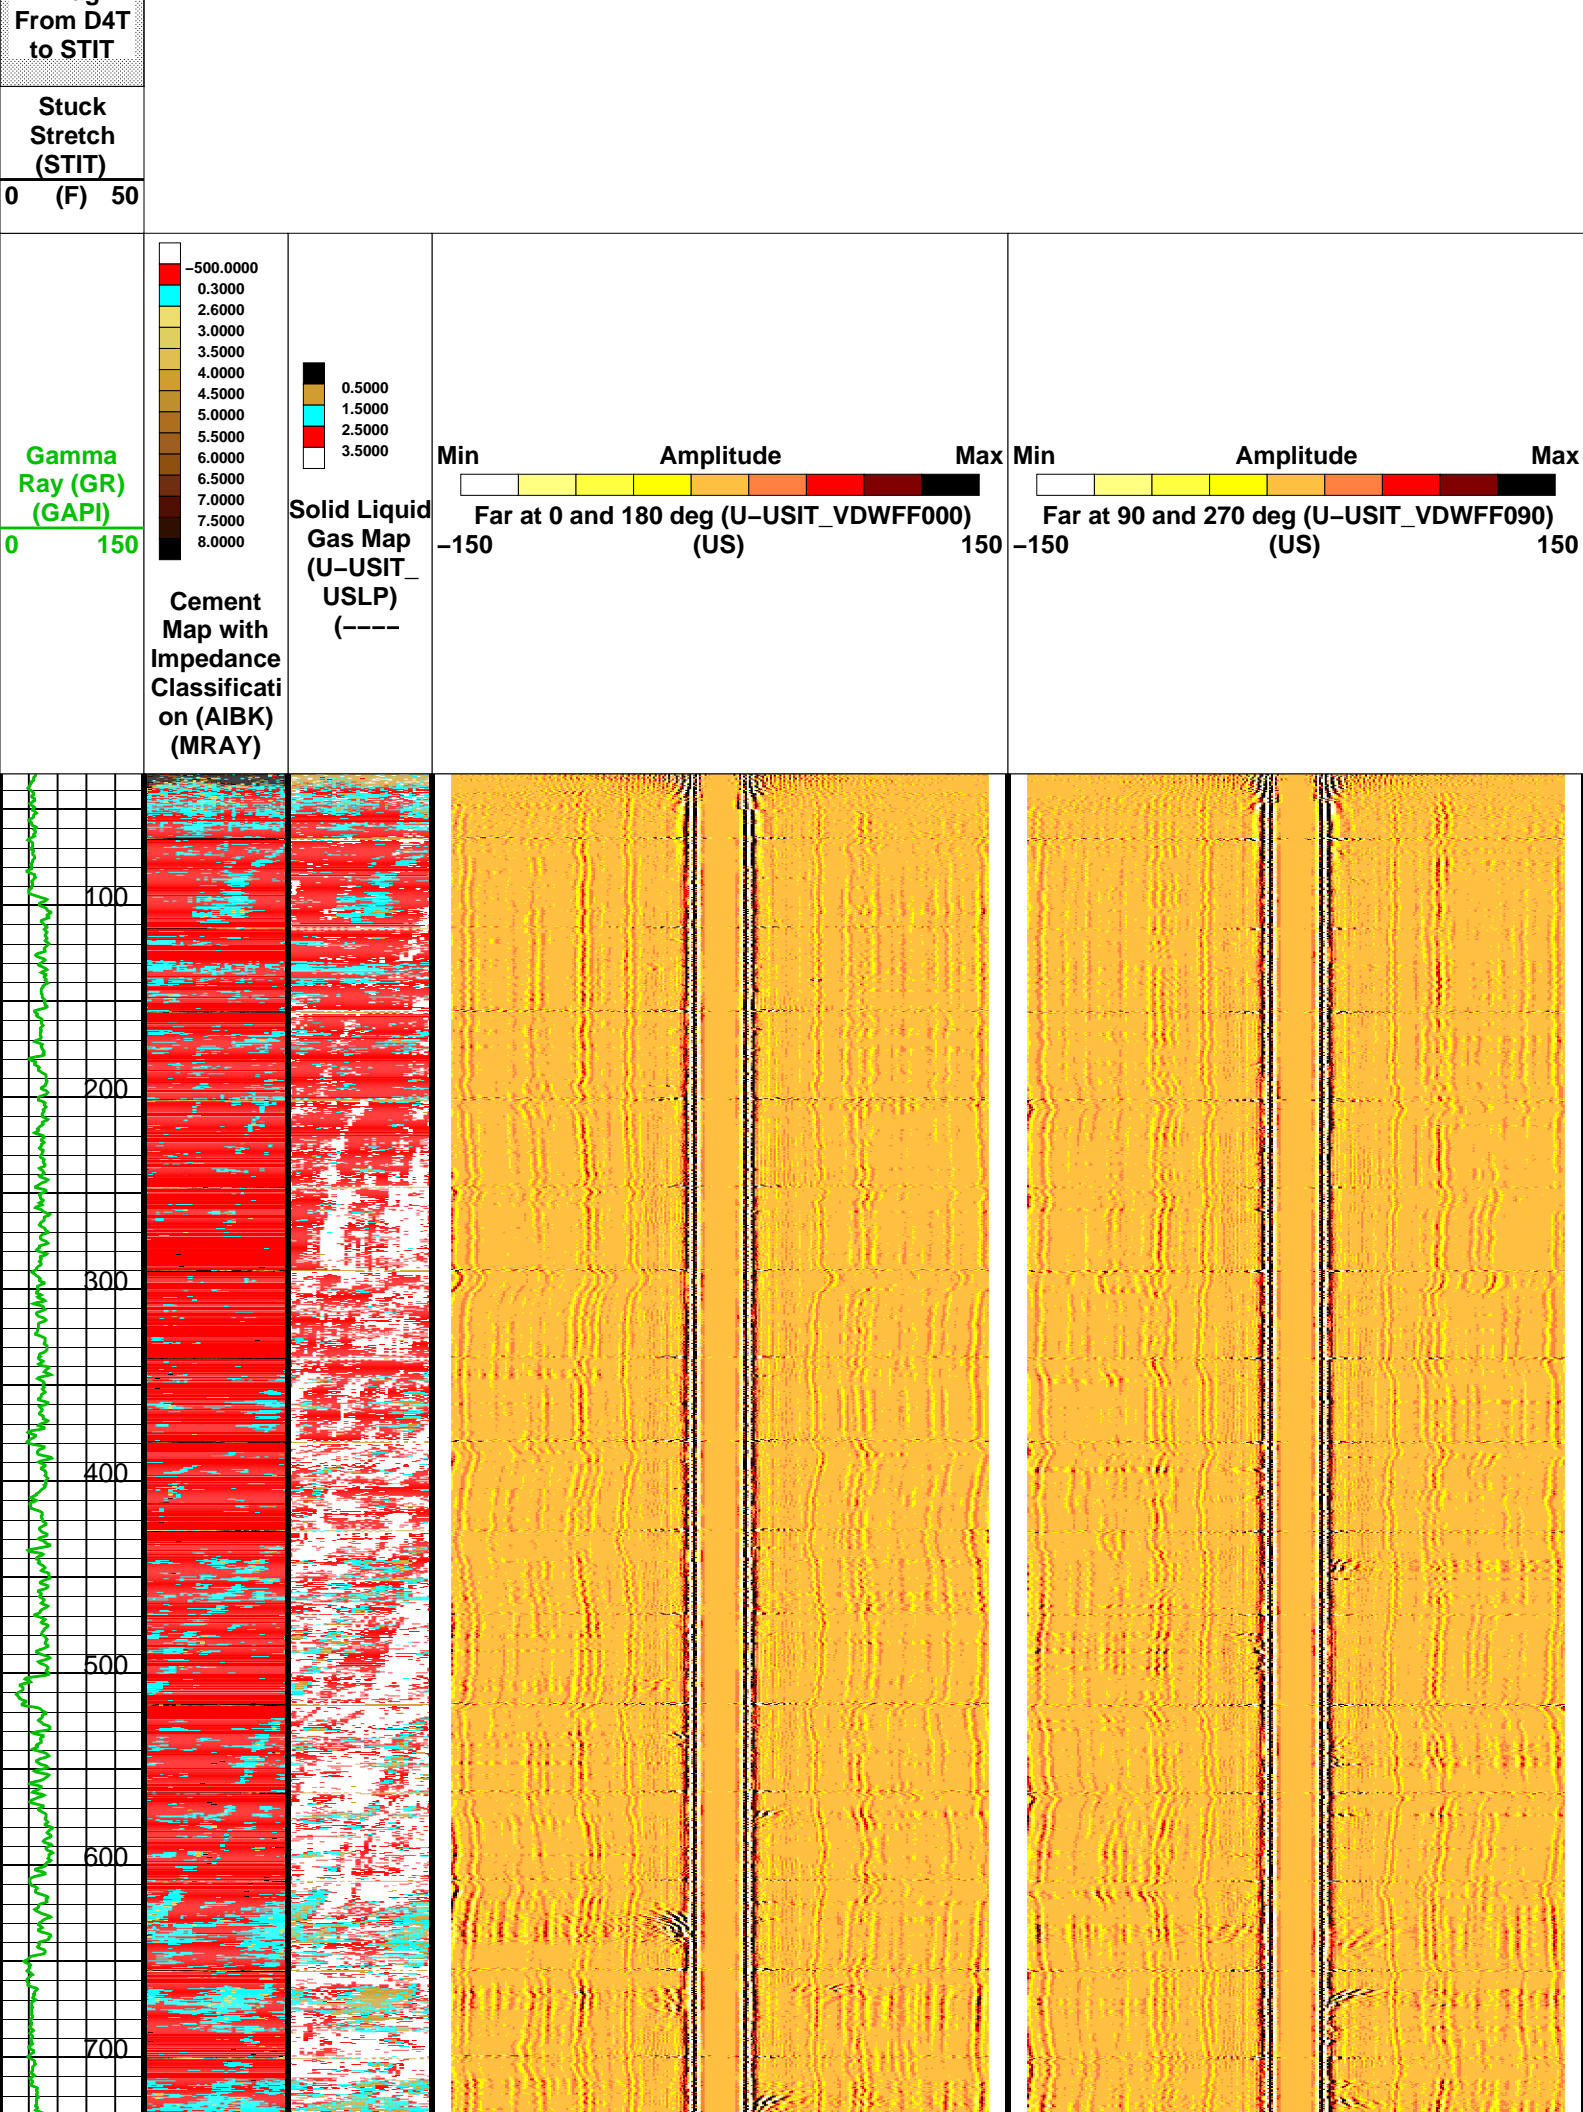 From D4T
to STIT
Stuck
Stretch
(STIT)
0 (F) 50
Gamma
Ray (GR)
(GAPI)
0 150
−500.0000
0.3000
2.6000
3.0000
3.5000
4.0000
4.5000
5.0000
5.5000
6.0000
6.5000
7.0000
7.5000
8.0000
Cement
Map with
Impedance
Classificati
on (AIBK)
(MRAY)
0.5000
1.5000
2.5000
3.5000
Solid Liquid
Gas Map
(U−USIT_
USLP)
(−−−−
Min Amplitude Max
Far at 0 and 180 deg (U−USIT_VDWFF000)
−150 (US) 150
Min Amplitude Max
Far at 90 and 270 deg (U−USIT_VDWFF090)
−150 (US) 150
100
200
300
400
500
600
700